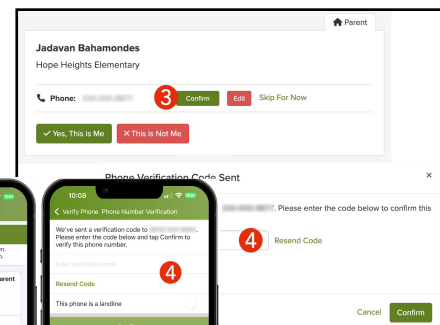 Parent
Jadavan Bahamondes
Hope Heights Elementary
Phone:
3
Confirm
Edit
Skip For Now
Yes, This is Me
This is Not Me
Phone Verification Code Sent
×
. Please enter the code below to confirm this
4
Resend Code
Cancel
Confirm
10:08
Verify Phone Phone Number Verification
We've sent a verification code to
Please enter the code below and tap Confirm to
verify this phone number.
Enter verification code
4
Resend Code
This phone is a landline
arent